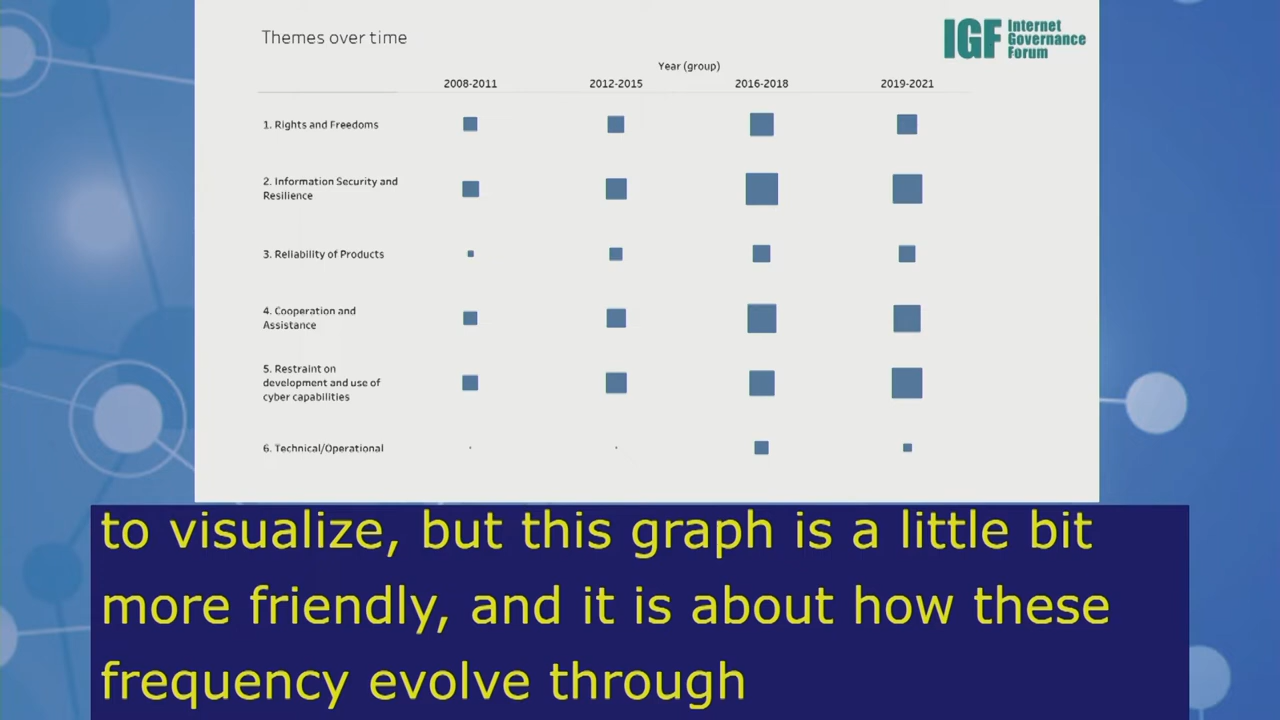 Themes over time
IGF Internet
Governance
Forum
Year (group)
2008-2011 2012-2015 2016-2018 2019-2021
1. Rights and Freedoms
2. Information Security and
Resilience
3. Reliability of Products
4. Cooperation and
Assistance
5. Restraint on
development and use of
cyber capabilities
6. Technical/Operational
to visualize, but this graph is a little bit
more friendly, and it is about how these
frequency evolve through